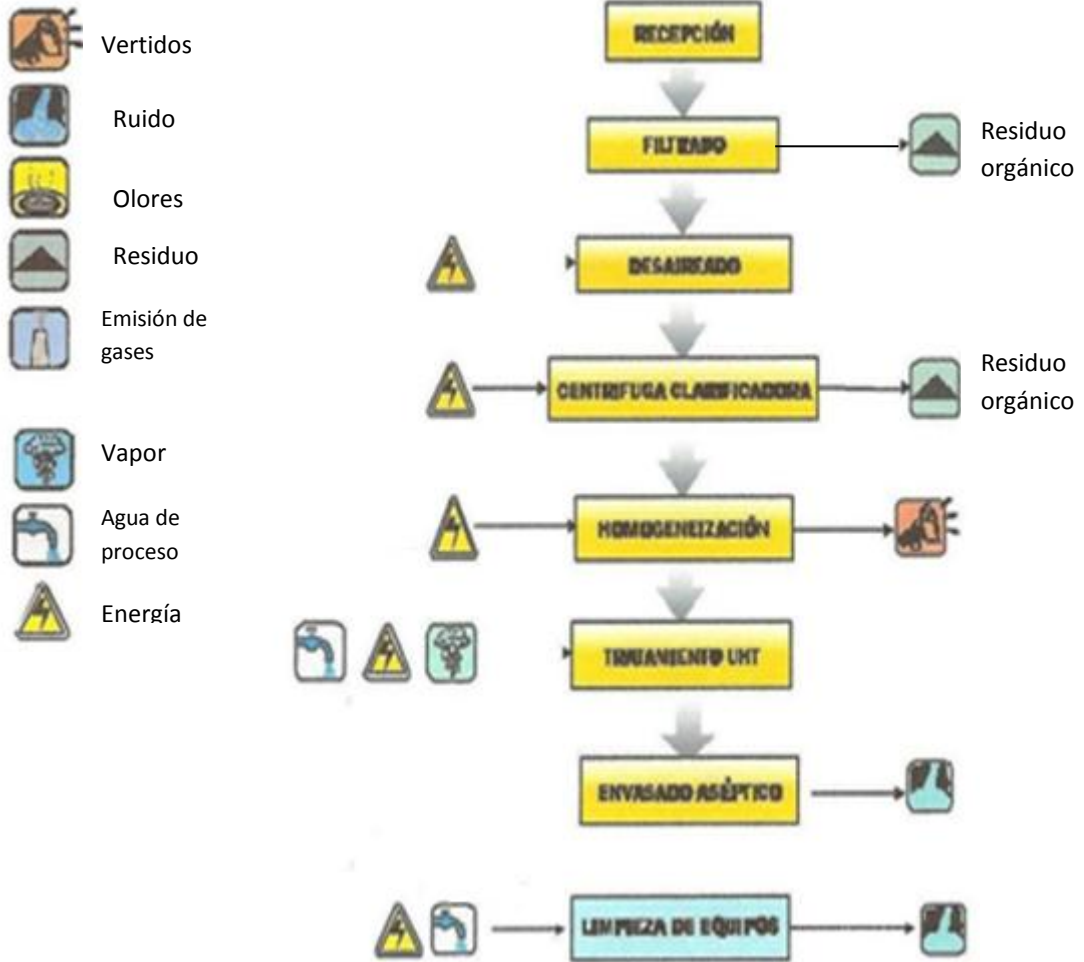 Vertidos
Ruido
Olores
Residuo
Emisión de
gases
Vapor
Agua de
proceso
Energía
RECEPCIÓN
FILTRADO
Residuo
orgánico
DESAIREADO
CENTRIFUGA CLARIFICADORA
Residuo
orgánico
HOMOGENEIZACIÓN
TRATAMIENTO UHT
ENVASADO ASÉPTICO
LIMPIEZA DE EQUIPOS